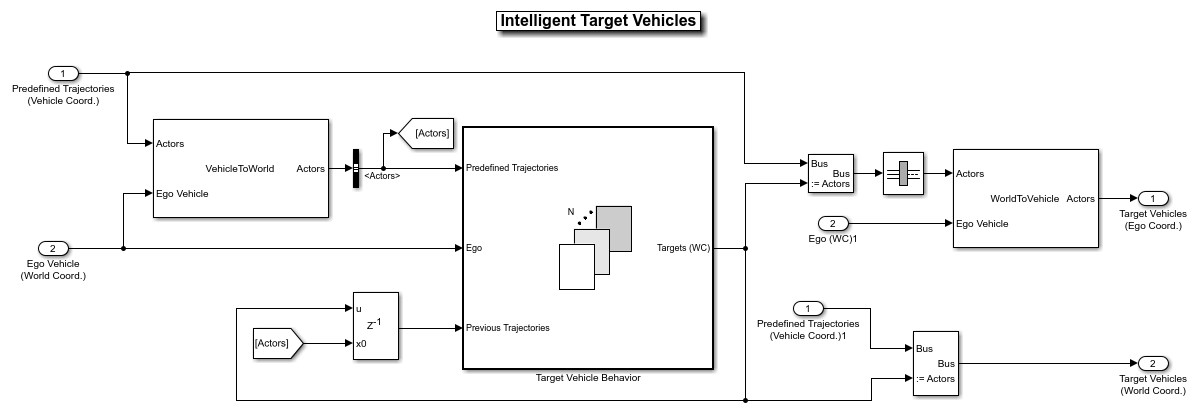 Intelligent Target Vehicles
1
Predefined Trajectories
(Vehicle Coord.)
Actors
VehicleToWorld
Actors
Ego Vehicle
<Actors>
[Actors]
2
Ego Vehicle
(World Coord.)
Predefined Trajectories
N
Ego
Targets (WC)
Previous Trajectories
Target Vehicle Behavior
[Actors]
u
Z-1
x0
Bus
Bus
:= Actors
2
Ego (WC)1
Actors
WorldToVehicle
Actors
Ego Vehicle
1
Target Vehicles
(Ego Coord.)
1
Predefined Trajectories
(Vehicle Coord.)1
Bus
Bus
:= Actors
2
Target Vehicles
(World Coord.)